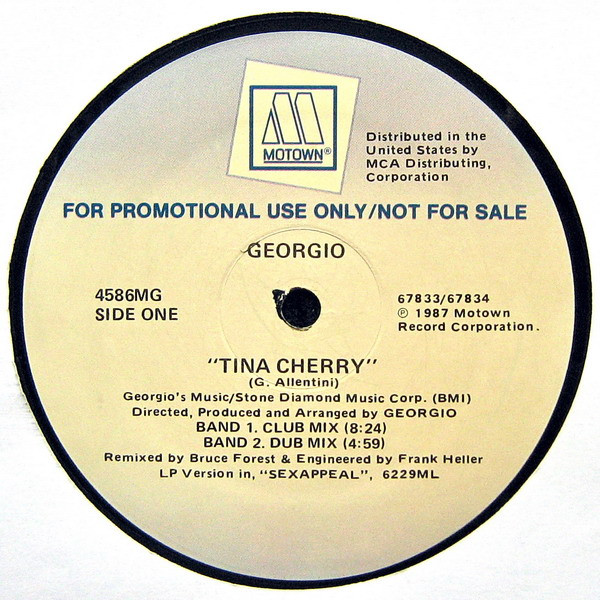 MOTOWN®
Distributed in the
United States by
MCA Distributing,
Corporation
FOR PROMOTIONAL USE ONLY/NOT FOR SALE
GEORGIO
4586MG
SIDE ONE
67833/67834
℗ 1987 Motown
Record Corporation.
"TINA CHERRY"
(G. Allentini)
Georgio's Music/Stone Diamond Music Corp. (BMI)
Directed, Produced and Arranged by GEORGIO
BAND 1. CLUB MIX (8:24)
BAND 2. DUB MIX (4:59)
Remixed by Bruce Forest & Engineered by Frank Heller
LP Version in, "SEXAPPEAL", 6229ML